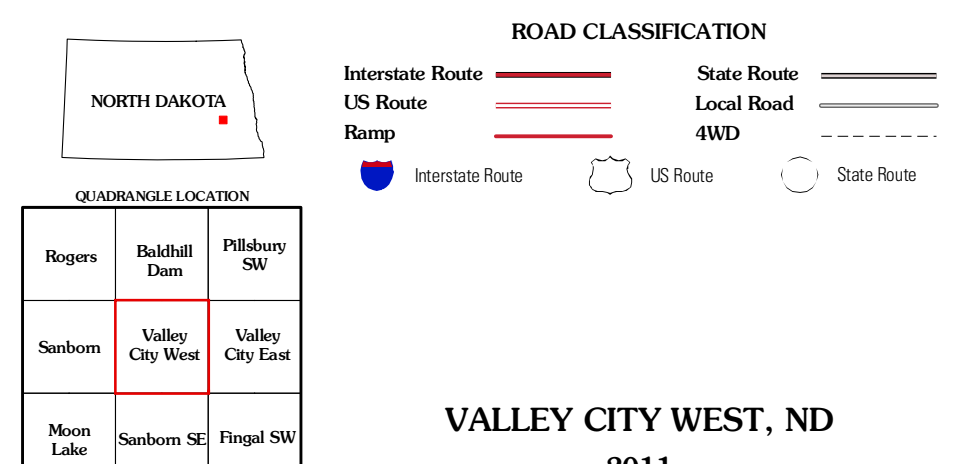 ROAD CLASSIFICATION
Interstate Route
State Route
US Route
Local Road
Ramp
4WD
Interstate Route
US Route
State Route
NORTH DAKOTA
QUADRANGLE LOCATION
Rogers
Baldhill
Dam
Pillsbury
SW
Sanborn
Valley
City West
Valley
City East
Moon
Lake
Sanborn SE
Fingal SW
VALLEY CITY WEST, ND
2011